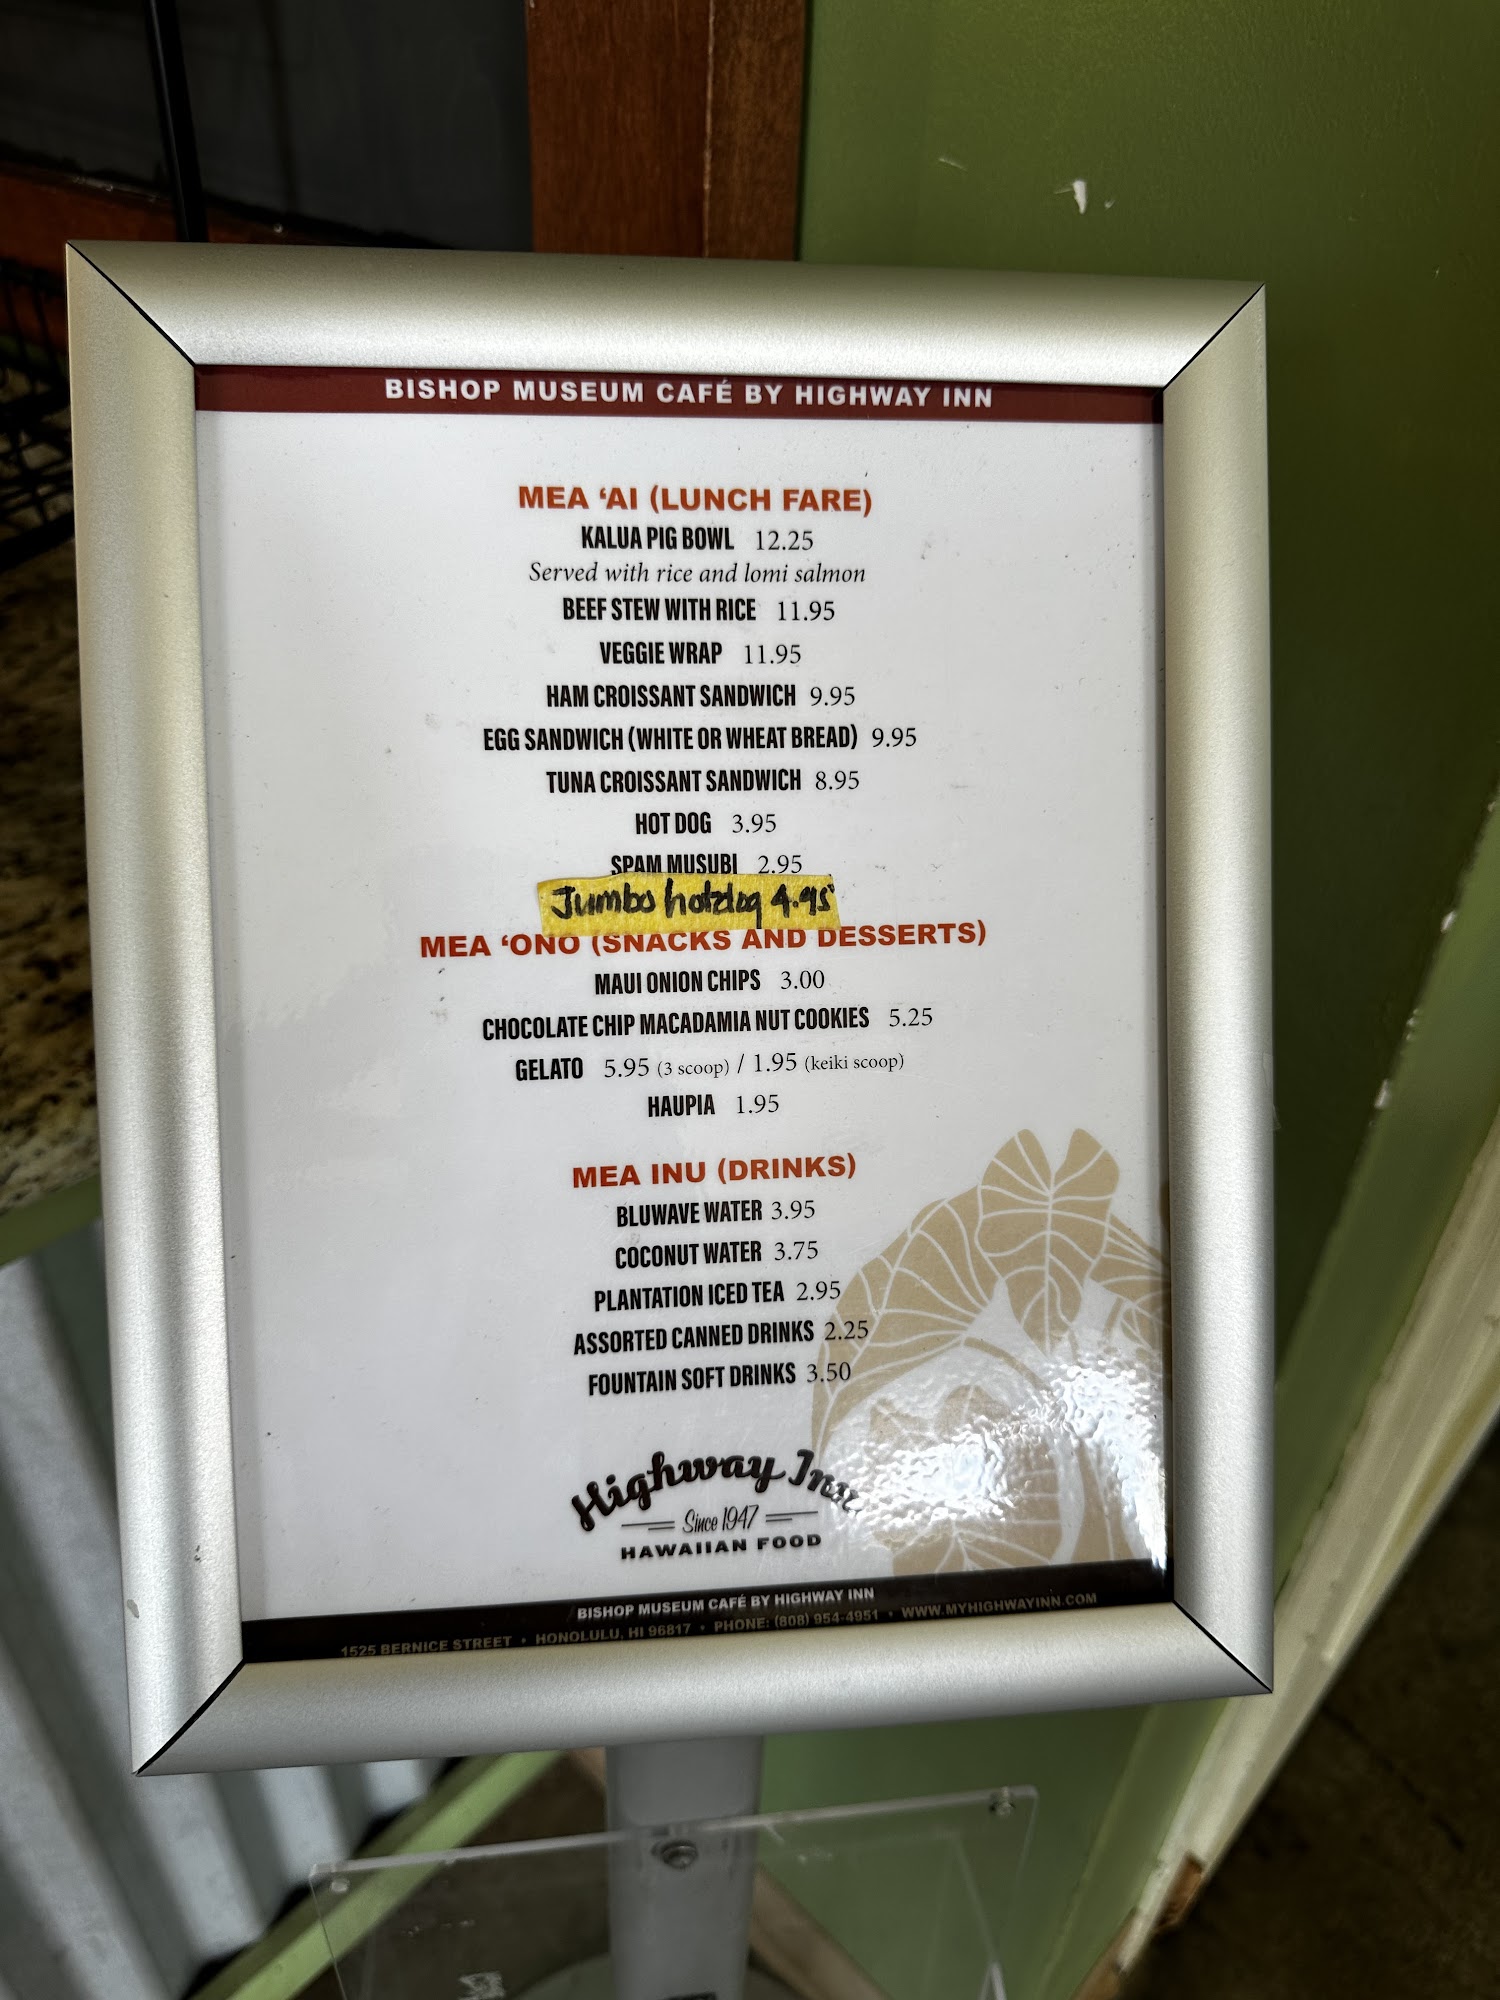 BISHOP MUSEUM CAFÉ BY HIGHWAY INN
MEA ‘AI (LUNCH FARE)
KALUA PIG BOWL 12.25
Served with rice and lomi salmon
BEEF STEW WITH RICE 11.95
VEGGIE WRAP 11.95
HAM CROISSANT SANDWICH 9.95
EGG SANDWICH (WHITE OR WHEAT BREAD) 9.95
TUNA CROISSANT SANDWICH 8.95
HOT DOG 3.95
SPAM MUSUBI 2.95
Jumbo hotdog 4.95
MEA ‘ONO (SNACKS AND DESSERTS)
MAUI ONION CHIPS 3.00
CHOCOLATE CHIP MACADAMIA NUT COOKIES 5.25
GELATO 5.95 (3 scoop) / 1.95 (keiki scoop)
HAUPIA 1.95
MEA INU (DRINKS)
BLUWAVE WATER 3.95
COCONUT WATER 3.75
PLANTATION ICED TEA 2.95
ASSORTED CANNED DRINKS 2.25
FOUNTAIN SOFT DRINKS 3.50
Highway Inn
Since 1947
HAWAIIAN FOOD
BISHOP MUSEUM CAFÉ BY HIGHWAY INN
1525 BERNICE STREET • HONOLULU, HI 96817 • PHONE: (808) 954-4951 • WWW.MYHIGHWAYINN.COM